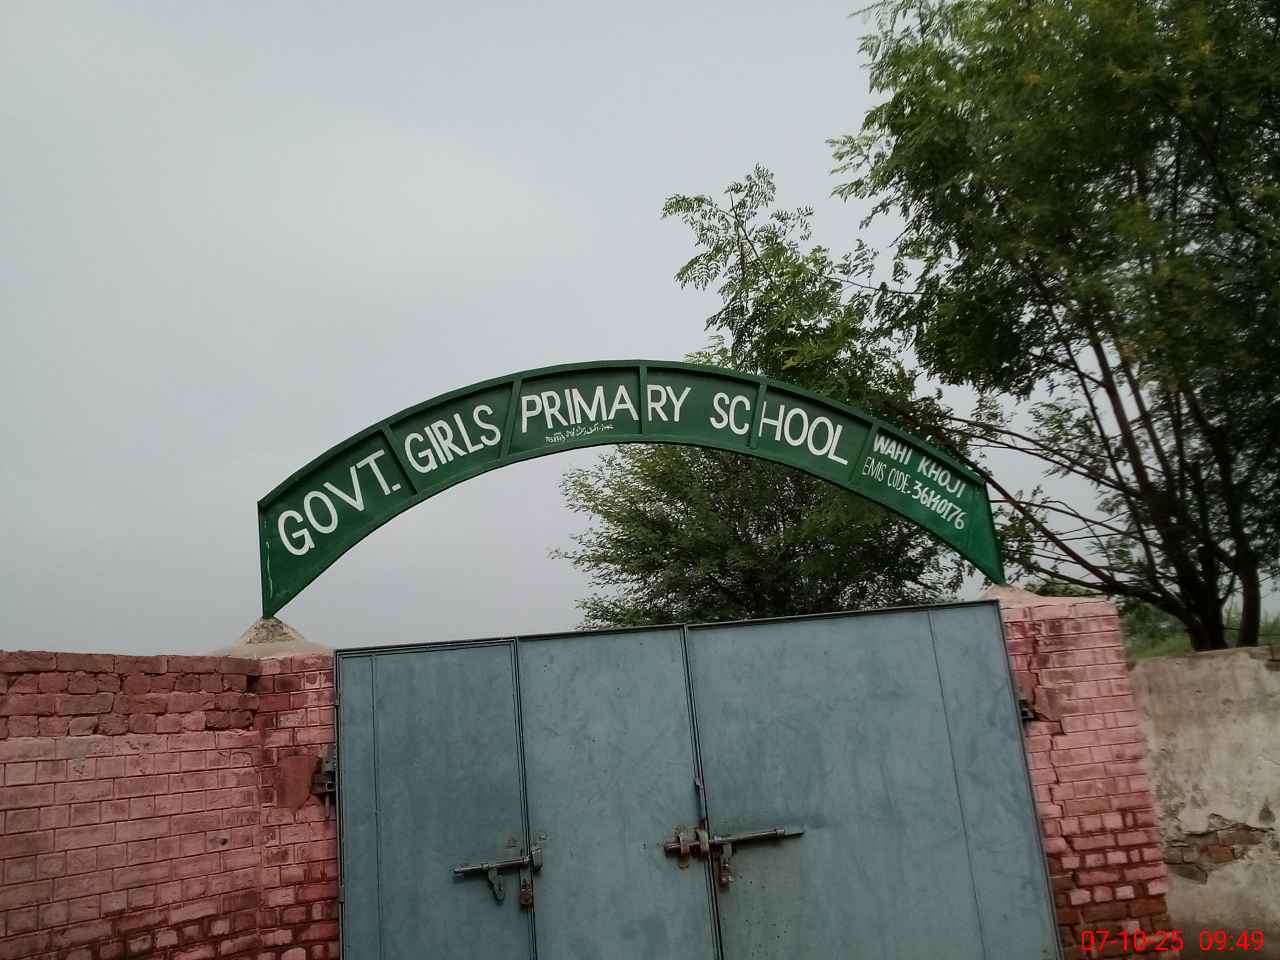 GOVT. GIRLS PRIMARY SCHOOL
WAHI KHOJI
EMIS CODE-36140176
07-10-25 09:49